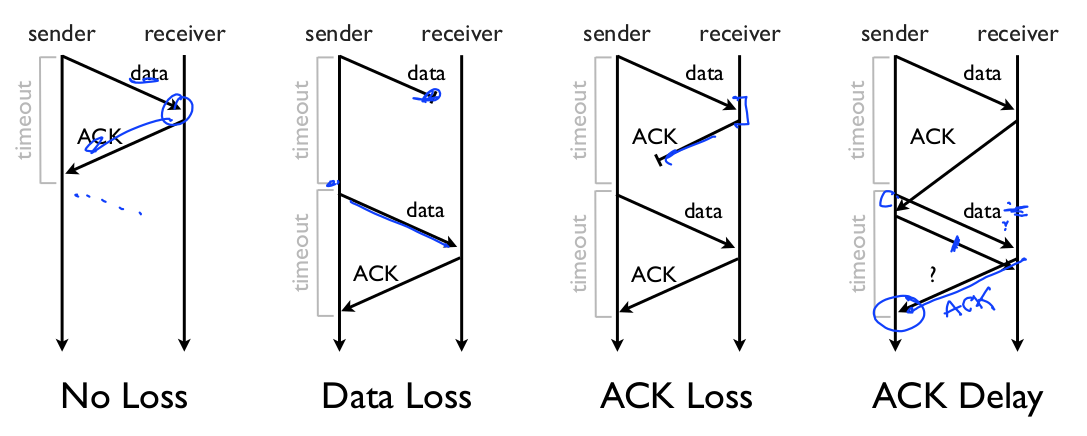 sender receiver
timeout
data
ACK
No Loss
sender receiver
timeout
data
timeout
data
ACK
Data Loss
sender receiver
timeout
data
ACK
data
ACK
ACK Loss
sender receiver
timeout
data
ACK
timeout
data
?
ACK
ACK Delay